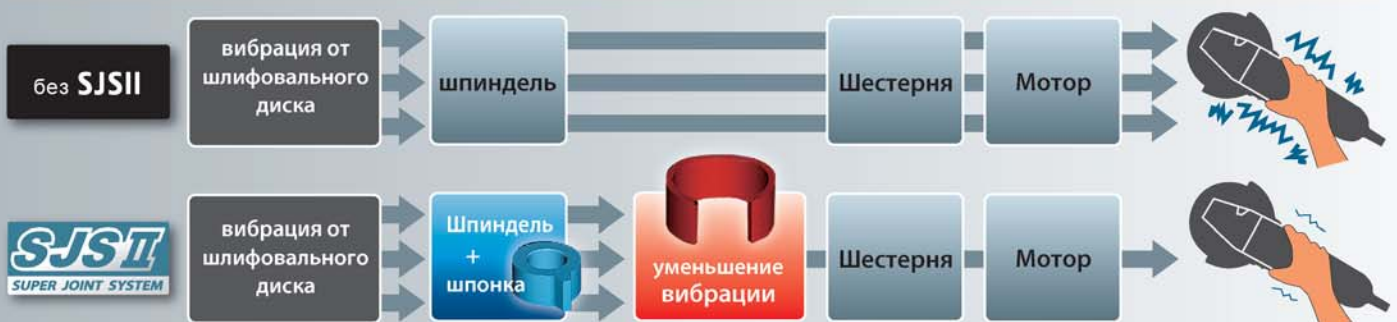 без SJSII
вибрация от
шлифовального
диска
шпиндель
Шестерня
Мотор
SJSII
SUPER JOINT SYSTEM
вибрация от
шлифовального
диска
Шпиндель
+
шпонка
уменьшение
вибрации
Шестерня
Мотор